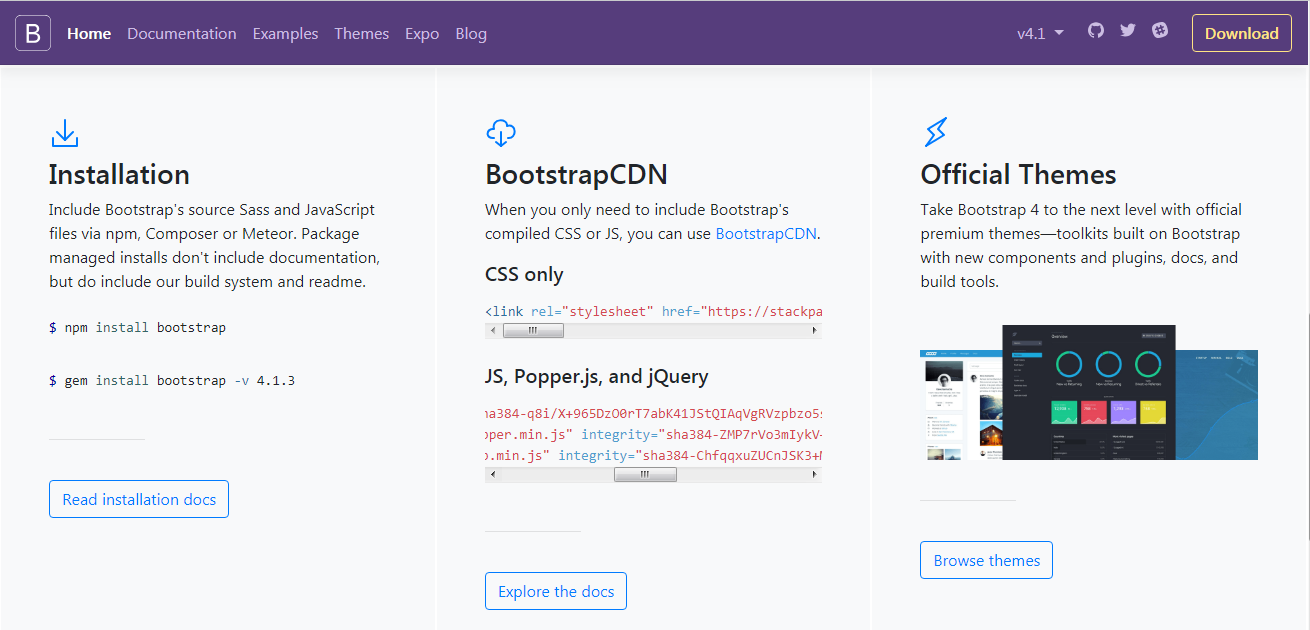 B Home Documentation Examples Themes Expo Blog v4.1 Download
Installation
Include Bootstrap's source Sass and JavaScript
files via npm, Composer or Meteor. Package
managed installs don't include documentation,
but do include our build system and readme.
$ npm install bootstrap
$ gem install bootstrap -v 4.1.3
Read installation docs
BootstrapCDN
When you only need to include Bootstrap's
compiled CSS or JS, you can use BootstrapCDN.
CSS only
<link rel="stylesheet" href="https://stackpa
JS, Popper.js, and jQuery
ha384-q8i/X+965DzO0rT7abK41JStQIAqVgRVzpbzo5s
opper.min.js" integrity="sha384-ZMP7rVo3mIykV-
p.min.js" integrity="sha384-ChfqqxuZUCnJSK3+M
Explore the docs
Official Themes
Take Bootstrap 4 to the next level with official
premium themes—toolkits built on Bootstrap
with new components and plugins, docs, and
build tools.
Overview
Browse themes